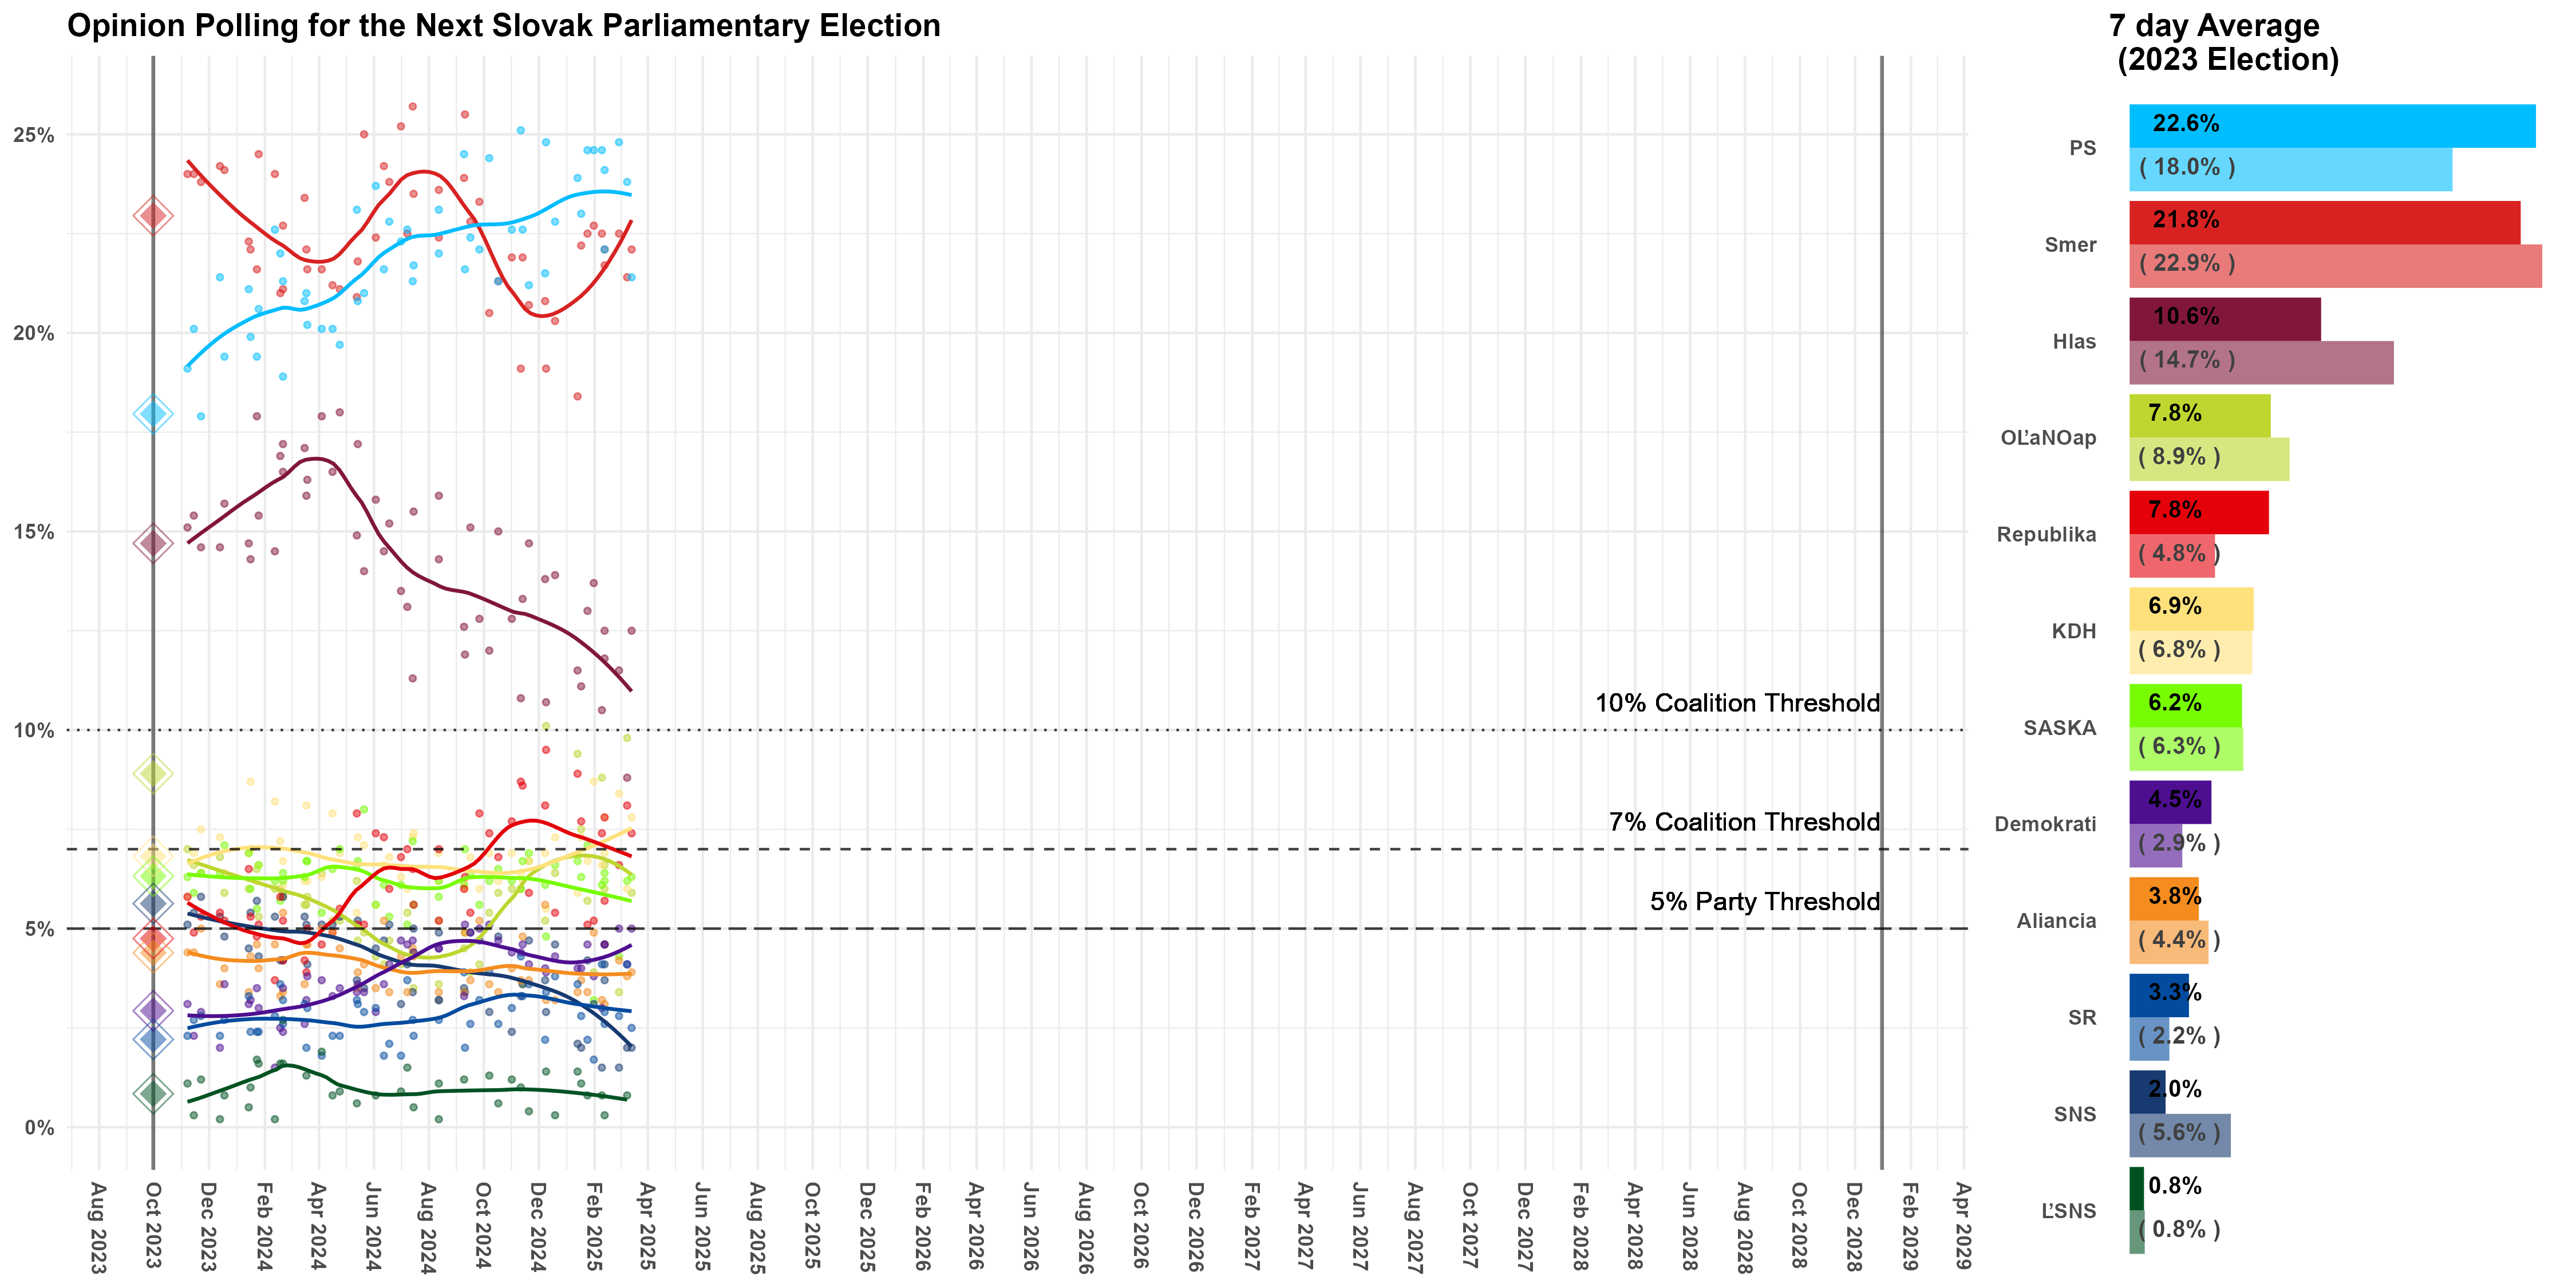 Opinion Polling for the Next Slovak Parliamentary Election
7 day Average
(2023 Election)
25%
20%
15%
10%
5%
0%
10% Coalition Threshold
7% Coalition Threshold
5% Party Threshold
Aug 2023
Oct 2023
Dec 2023
Feb 2024
Apr 2024
Jun 2024
Aug 2024
Oct 2024
Dec 2024
Feb 2025
Apr 2025
Jun 2025
Aug 2025
Oct 2025
Dec 2025
Feb 2026
Apr 2026
Jun 2026
Aug 2026
Oct 2026
Dec 2026
Feb 2027
Apr 2027
Jun 2027
Aug 2027
Oct 2027
Dec 2027
Feb 2028
Apr 2028
Jun 2028
Aug 2028
Oct 2028
Dec 2028
Feb 2029
Apr 2029
PS
22.6%
( 18.0% )
Smer
21.8%
( 22.9% )
Hlas
10.6%
( 14.7% )
OĽaNOap
7.8%
( 8.9% )
Republika
7.8%
( 4.8% )
KDH
6.9%
( 6.8% )
SASKA
6.2%
( 6.3% )
Demokrati
4.5%
( 2.9% )
Aliancia
3.8%
( 4.4% )
SR
3.3%
( 2.2% )
SNS
2.0%
( 5.6% )
ĽSNS
0.8%
( 0.8% )